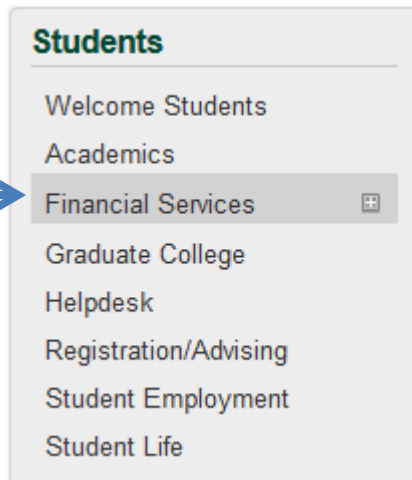 Students
Welcome Students
Academics
Financial Services
Graduate College
Helpdesk
Registration/Advising
Student Employment
Student Life